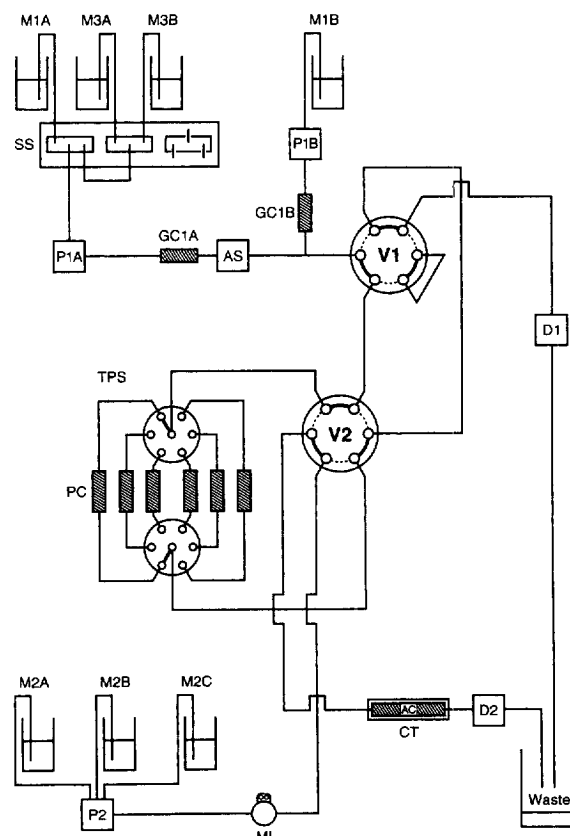 M1A M3A M3B M1B
SS
P1B
GC1B
GC1A
P1A AS V1
D1
TPS
V2
PC
M2A M2B M2C
AC
D2
CT
Waste
P2